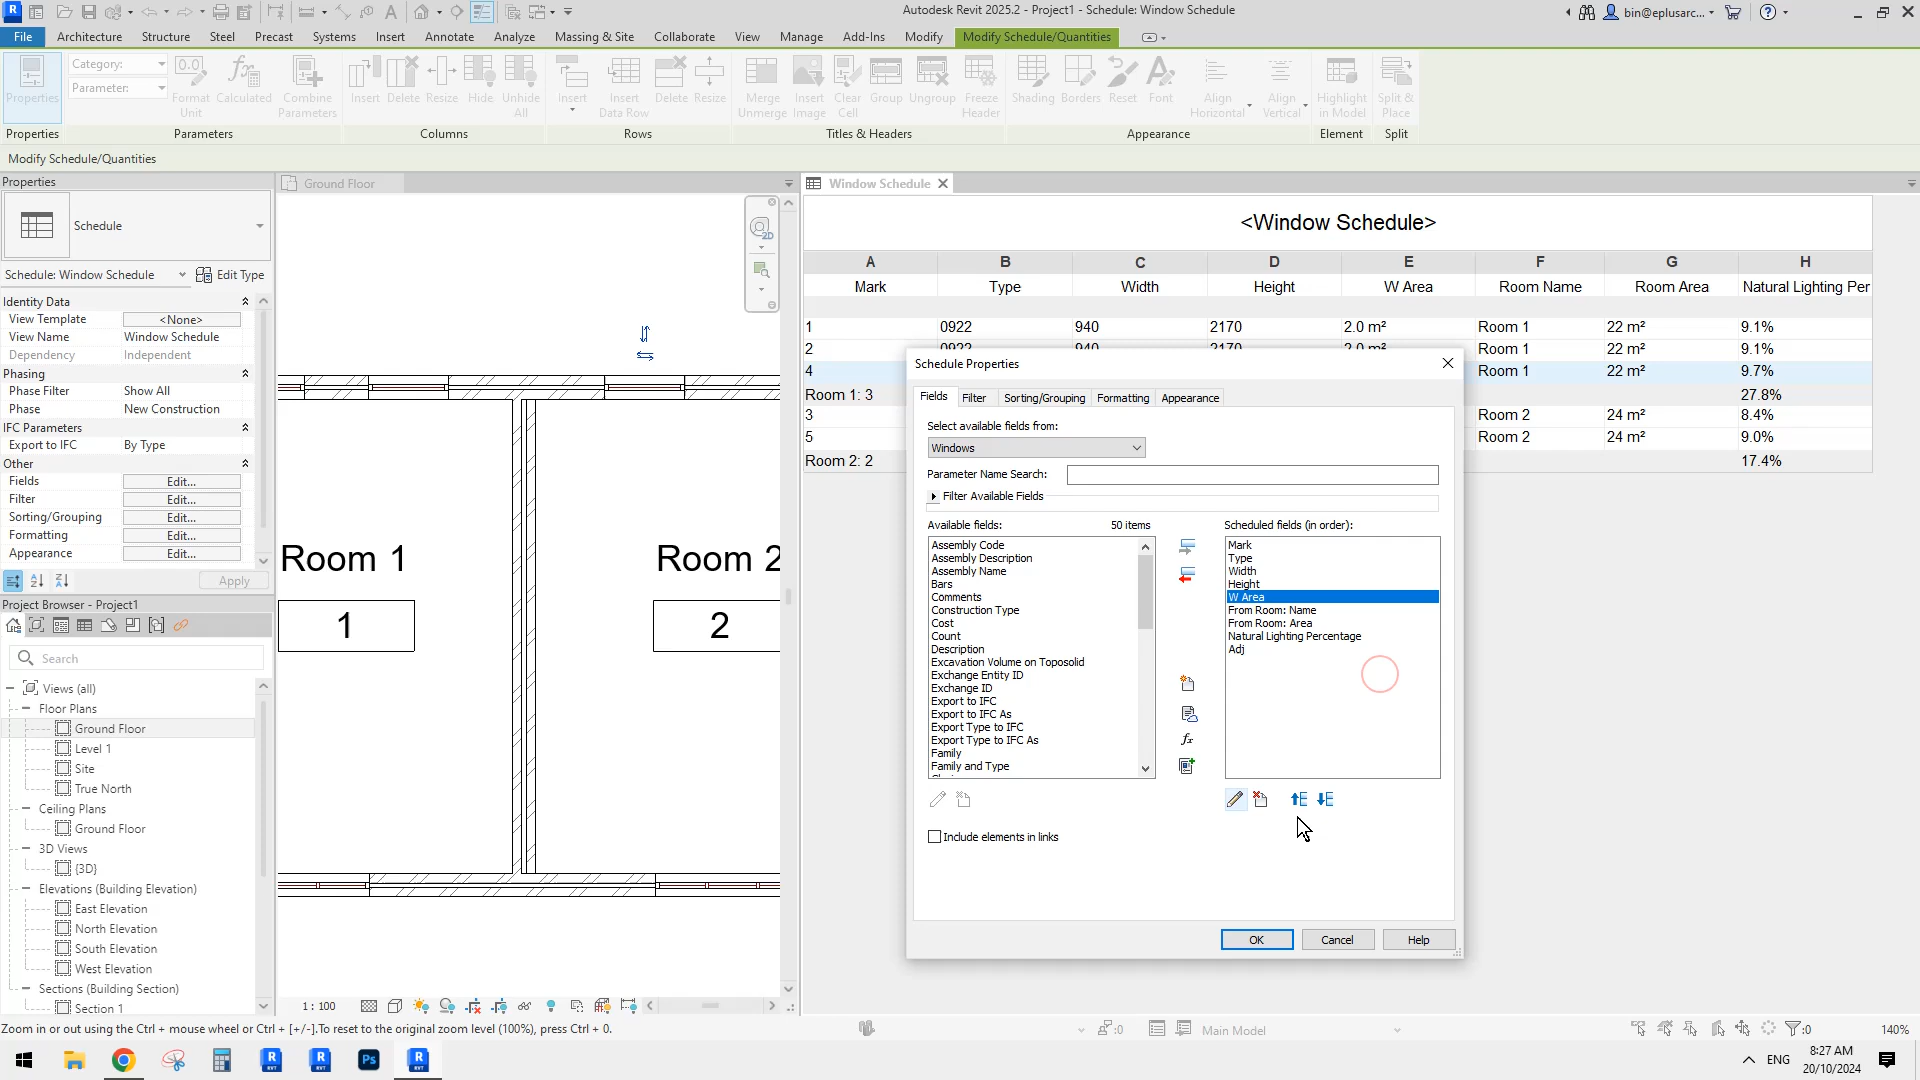 Autodesk Revit 2025.2 - Project1 - Schedule: Window Schedule
bin@eplusarc...
File Architecture Structure Steel Precast Systems Insert Annotate Analyze Massing & Site Collaborate View Manage Add-Ins Modify Modify Schedule/Quantities
Category:
Parameter:
Properties
Format Unit
Calculated
Combine Parameters
Insert
Delete
Resize
Hide
Unhide All
Insert
Insert Data Row
Delete
Resize
Merge Unmerge
Insert Image
Clear Cell
Group
Ungroup
Freeze Header
Shading
Borders
Reset
Font
Align Horizontal
Align Vertical
Highlight in Model
Split & Place
Properties Parameters Columns Rows Titles & Headers Appearance Element Split
Modify Schedule/Quantities
Properties
Schedule
Schedule: Window Schedule
Edit Type
Identity Data
View Template <None>
View Name Window Schedule
Dependency Independent
Phasing
Phase Filter Show All
Phase New Construction
IFC Parameters
Export to IFC By Type
Other
Fields Edit...
Filter Edit...
Sorting/Grouping Edit...
Formatting Edit...
Appearance Edit...
Apply
Project Browser - Project1
Search
Views (all)
Floor Plans
Ground Floor
Level 1
Site
True North
Ceiling Plans
Ground Floor
3D Views
{3D}
Elevations (Building Elevation)
East Elevation
North Elevation
South Elevation
West Elevation
Sections (Building Section)
Section 1
Ground Floor
2D
Room 1
1
Room 2
2
1 : 100
Window Schedule
<Window Schedule>
A B C D E F G H
Mark Type Width Height W Area Room Name Room Area Natural Lighting Per
1 0922 940 2170 2.0 m² Room 1 22 m² 9.1%
2 0922 940 2170 2.0 m² Room 1 22 m² 9.1%
4 Room 1 22 m² 9.7%
Room 1: 3 27.8%
3 Room 2 24 m² 8.4%
5 Room 2 24 m² 9.0%
Room 2: 2 17.4%
Schedule Properties
Fields Filter Sorting/Grouping Formatting Appearance
Select available fields from:
Windows
Parameter Name Search:
Filter Available Fields
Available fields: 50 items
Assembly Code
Assembly Description
Assembly Name
Bars
Comments
Construction Type
Cost
Count
Description
Excavation Volume on Toposolid
Exchange Entity ID
Exchange ID
Export to IFC
Export to IFC As
Export Type to IFC
Export Type to IFC As
Family
Family and Type
Scheduled fields (in order):
Mark
Type
Width
Height
W Area
From Room: Name
From Room: Area
Natural Lighting Percentage
Adj
Include elements in links
OK Cancel Help
Zoom in or out using the Ctrl + mouse wheel or Ctrl + [+/-].To reset to the original zoom level (100%), press Ctrl + 0.
:0
Main Model
:0
140%
ENG
8:27 AM
20/10/2024